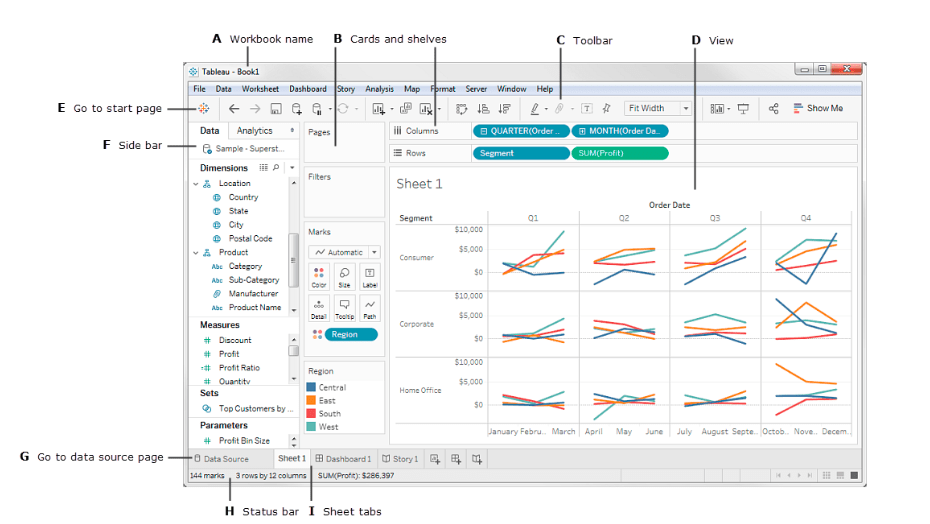 A Workbook name
B Cards and shelves
C Toolbar
D View
Tableau - Book1
File Data Worksheet Dashboard Story Analysis Map Format Server Window Help
E Go to start page
Fit Width
Show Me
Data Analytics
Pages
Columns
QUARTER(Order ..
MONTH(Order Da..
F Side bar
Sample - Superst...
Rows
Segment
SUM(Profit)
Dimensions
Location
Country
State
City
Postal Code
Product
Abc Category
Abc Sub-Category
Manufacturer
Abc Product Name
Measures
# Discount
# Profit
# Profit Ratio
# Quantity
Sets
Top Customers by ...
Parameters
# Profit Bin Size
Filters
Marks
Automatic
Color Size Label
Detail Tooltip Path
Region
Region
Central
East
South
West
Sheet 1
Order Date
Segment Q1 Q2 Q3 Q4
Consumer
$10,000
$5,000
$0
Corporate
$10,000
$5,000
$0
Home Office
$10,000
$5,000
$0
January Febru.. March April May June July August Septe.. Octob.. Nove.. Decem..
G Go to data source page
Data Source Sheet 1 Dashboard 1 Story 1
144 marks 3 rows by 12 columns SUM(Profit): $286,397
H Status bar
I Sheet tabs